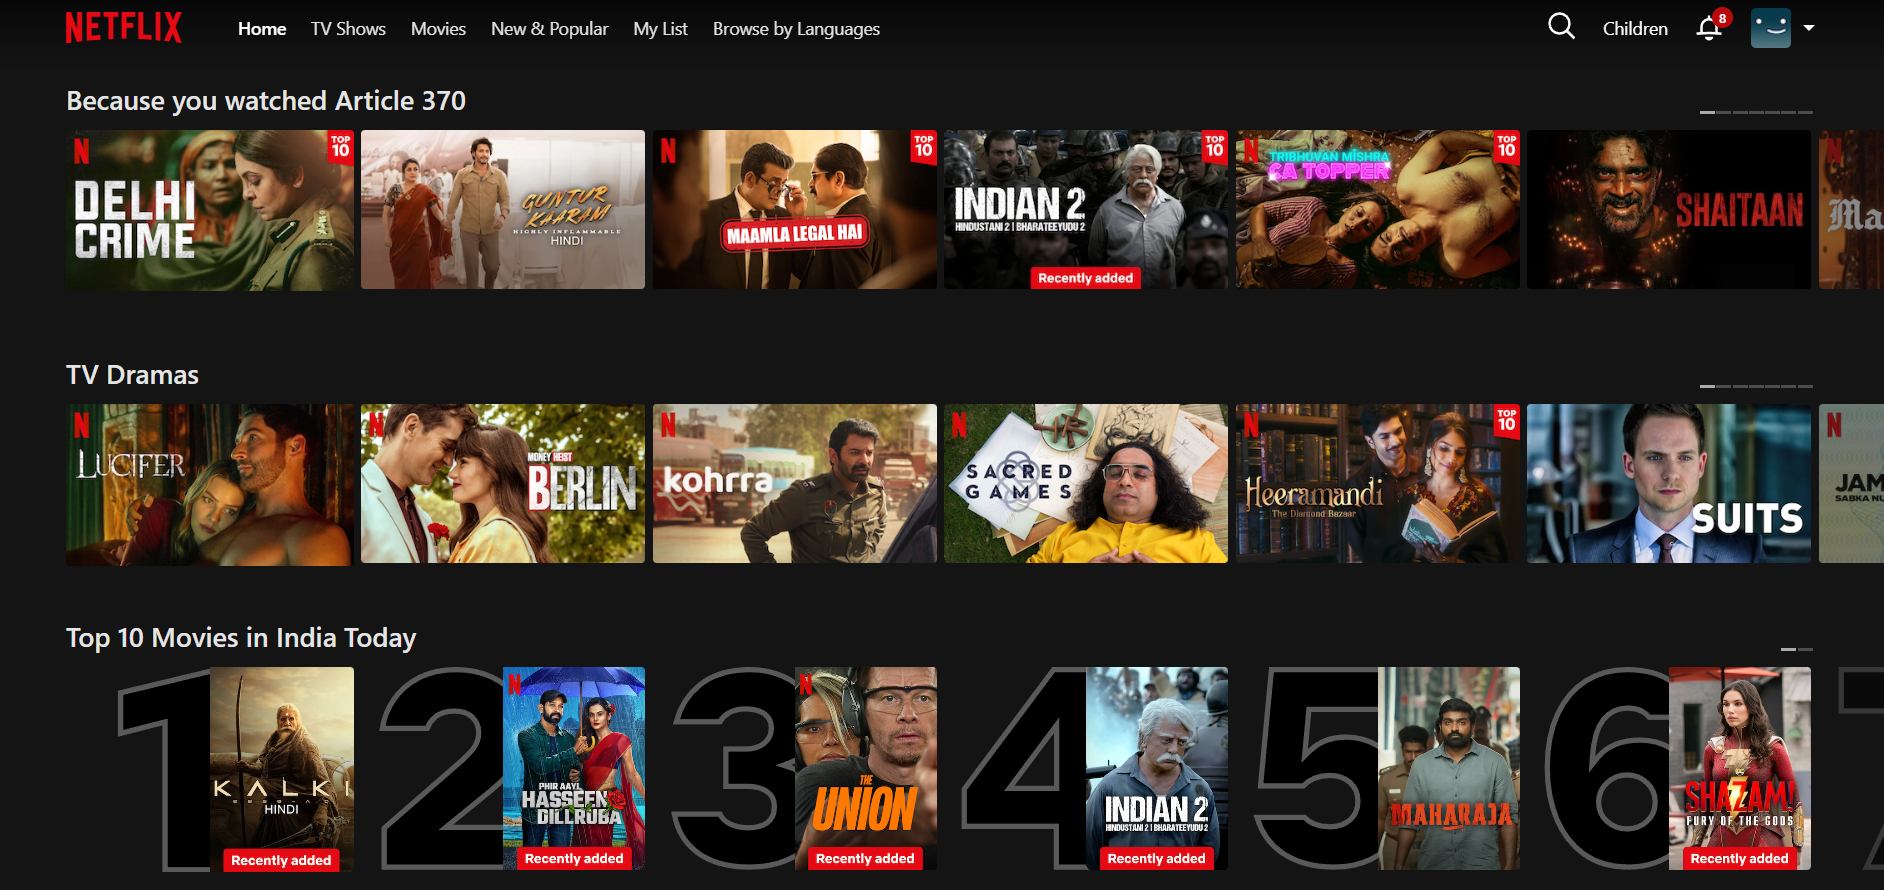 NETFLIX
Home
TV Shows
Movies
New & Popular
My List
Browse by Languages
Children
8
Because you watched Article 370
N
DELHI
CRIME
TOP
10
GUNTUR
KAARAM
HIGHLY INFLAMMABLE
HINDI
N
MAAMLA LEGAL HAI
TOP
10
INDIAN 2
HINDUSTANI 2 | BHARATEEYUDU 2
Recently added
TOP
10
N
TRIBHUVAN MISHRA
CA TOPPER
TOP
10
SHAITAAN
N
Ma
TV Dramas
N
LUCIFER
N
MONEY HEIST
BERLIN
N
kohrra
N
SACRED
GAMES
N
Heeramandi
The Diamond Bazaar
TOP
10
SUITS
N
JAM
SABKA NU
Top 10 Movies in India Today
1
KALKI
HINDI
Recently added
2
N
PHIR AAYI
HASSEEN
DILLRUBA
Recently added
3
N
THE
UNION
Recently added
4
INDIAN 2
HINDUSTANI 2 | BHARATEEYUDU 2
Recently added
5
MAHARAJA
6
SHAZAM!
FURY OF THE GODS
Recently added
7